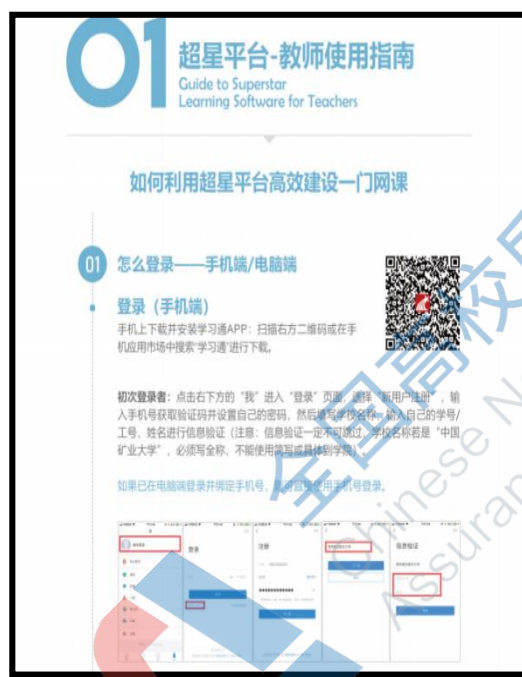 01
超星平台-教师使用指南
Guide to Superstar
Learning Software for Teachers
如何利用超星平台高效建设一门网课
01 怎么登录——手机端/电脑端
登录（手机端）
手机上下载并安装学习通APP：扫描右方二维码或在手
机应用市场中搜索“学习通”进行下载。
初次登录者：点击右下方的“我”进入“登录”页面，选择“新用户注册”，输
入手机号获取验证码并设置自己的密码，然后填写学校名称，输入自己的学号/
工号、姓名进行信息验证（注意：信息验证一定不可跳过，学校名称若是“中国
矿业大学”，必须写全称，不能使用简写或具体到学院）。
如果已在电脑端登录并绑定手机号，即可直接使用手机号登录。
登录
注册
信息验证
全国高校
Chinese